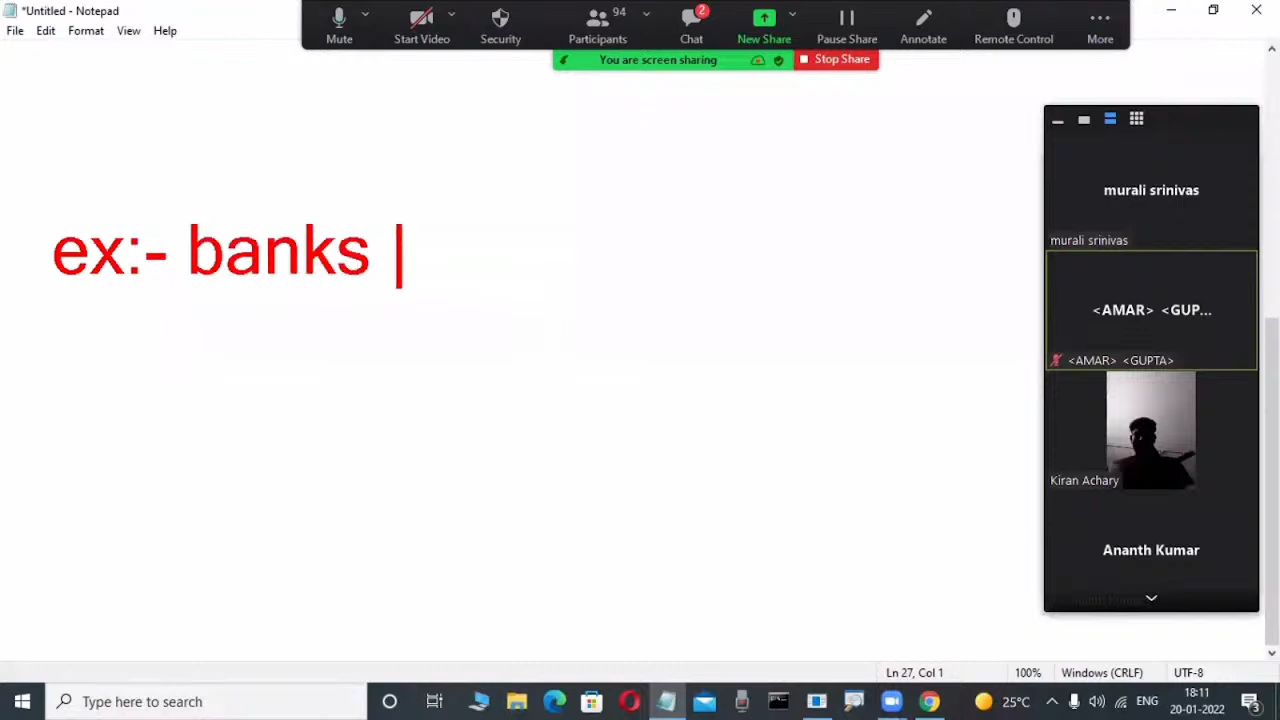 *Untitled - Notepad
File Edit Format View Help
Mute Start Video Security Participants 94 Chat 2 New Share Pause Share Annotate Remote Control More
You are screen sharing Stop Share
murali srinivas
murali srinivas
ex:- banks
<AMAR> <GUP...
<AMAR> <GUPTA>
Kiran Achary
Ananth Kumar
Ln 27, Col 1 100% Windows (CRLF) UTF-8
Type here to search
25°C ENG
18:11
20-01-2022
3